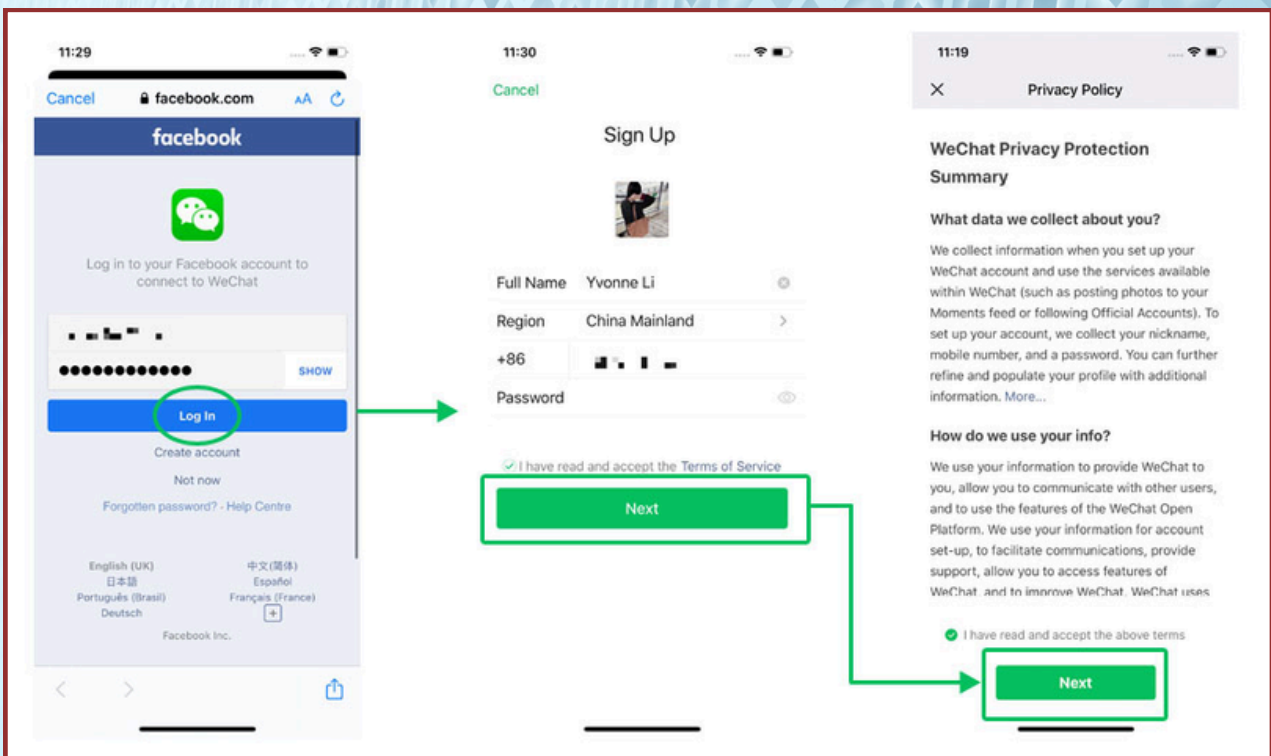 11:29
Cancel
facebook.com
AA
facebook
Log in to your Facebook account to
connect to WeChat
SHOW
Log In
Create account
Not now
Forgotten password? - Help Centre
English (UK)
中文(简体)
日本語
Español
Português (Brasil)
Français (France)
Deutsch
Facebook Inc.
11:30
Cancel
Sign Up
Full Name Yvonne Li
Region China Mainland
+86
Password
I have read and accept the Terms of Service
Next
11:19
Privacy Policy
WeChat Privacy Protection
Summary
What data we collect about you?
We collect information when you set up your
WeChat account and use the services available
within WeChat (such as posting photos to your
Moments feed or following Official Accounts). To
set up your account, we collect your nickname,
mobile number, and a password. You can further
refine and populate your profile with additional
information. More...
How do we use your info?
We use your information to provide WeChat to
you, allow you to communicate with other users,
and to use the features of the WeChat Open
Platform. We use your information for account
set-up, to facilitate communications, provide
support, allow you to access features of
WeChat, and to improve WeChat. WeChat uses
I have read and accept the above terms
Next